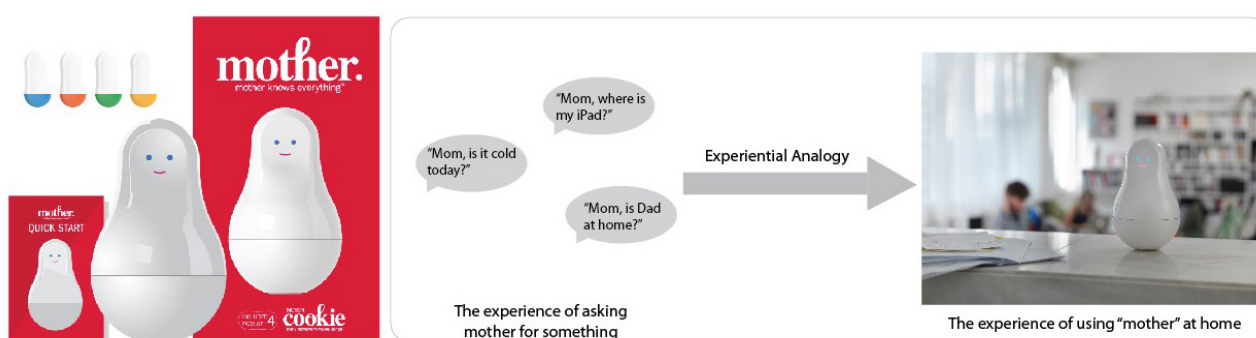 mother.
mother knows everything
mother.
QUICK START
4
cookie
"Mom, where is
my iPad?"
"Mom, is it cold
today?"
"Mom, is Dad
at home?"
Experiential Analogy
The experience of asking
mother for something
The experience of using "mother" at home